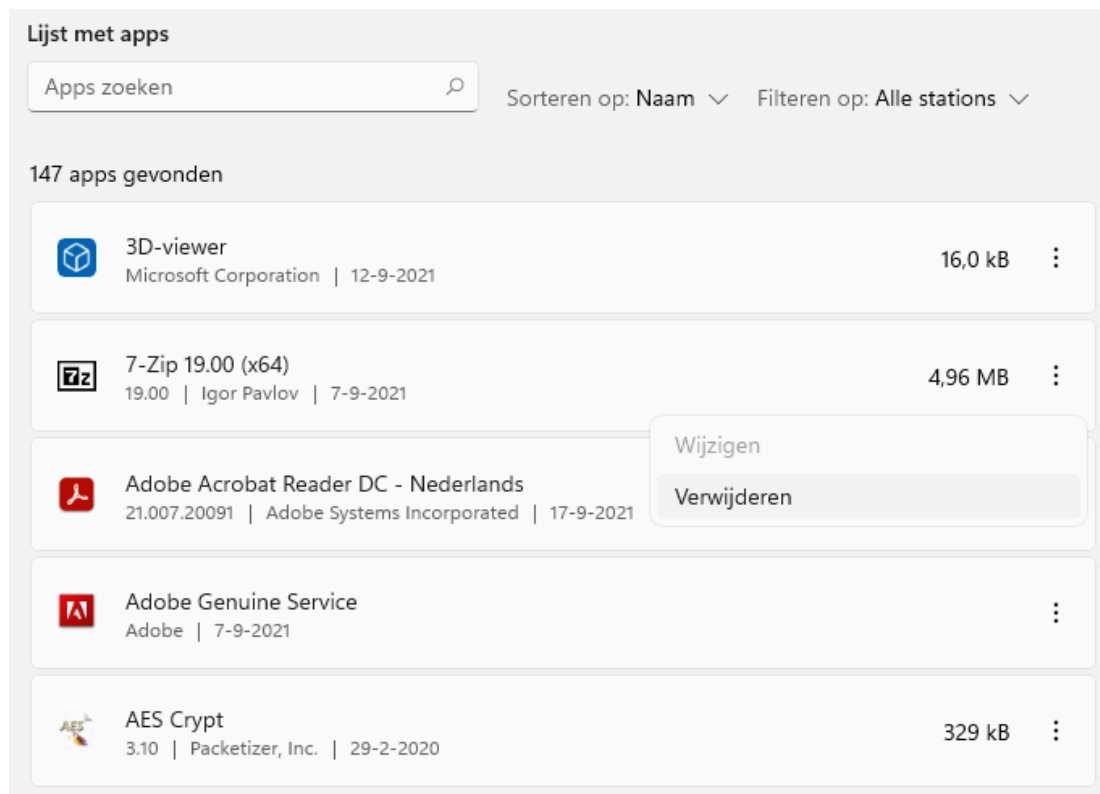 Lijst met apps
Apps zoeken
Sorteren op: Naam Filteren op: Alle stations
147 apps gevonden
3D-viewer
Microsoft Corporation | 12-9-2021
16,0 kB
7z
7-Zip 19.00 (x64)
19.00 | Igor Pavlov | 7-9-2021
4,96 MB
Wijzigen
Verwijderen
Adobe Acrobat Reader DC - Nederlands
21.007.20091 | Adobe Systems Incorporated | 17-9-2021
Adobe Genuine Service
Adobe | 7-9-2021
AES
AES Crypt
3.10 | Packetizer, Inc. | 29-2-2020
329 kB